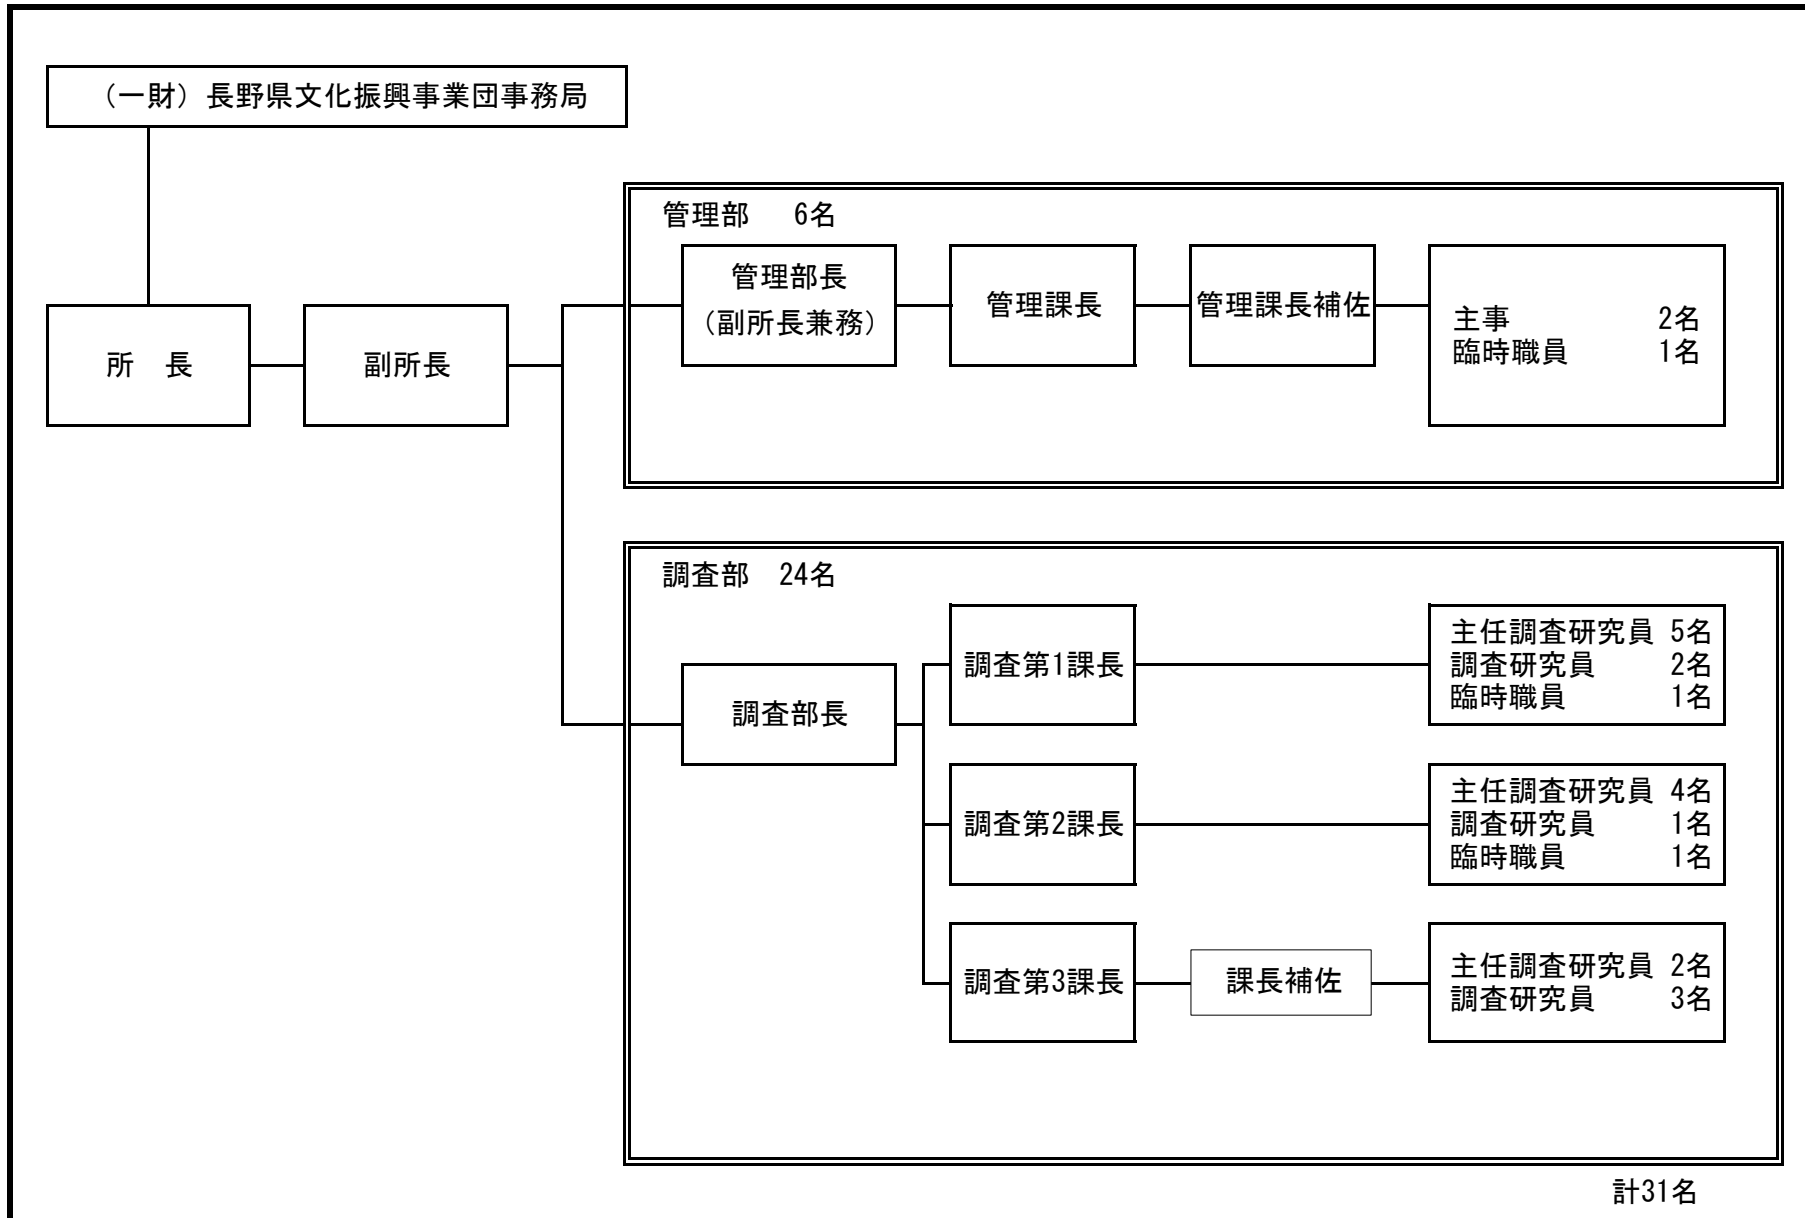 （一財）長野県文化振興事業団事務局
所　長
副所長
管理部　6名
管理部長
（副所長兼務）
管理課長
管理課長補佐
主事　2名
臨時職員　1名
調査部　24名
調査部長
調査第1課長
主任調査研究員 5名
調査研究員　2名
臨時職員　1名
調査第2課長
主任調査研究員 4名
調査研究員　1名
臨時職員　1名
調査第3課長
課長補佐
主任調査研究員 2名
調査研究員　3名
計31名